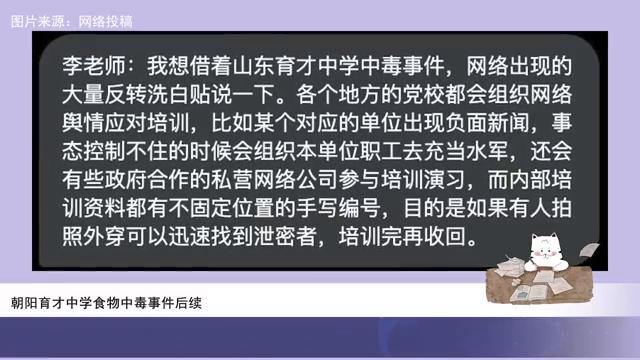 图片来源：网络投稿
李老师：我想借着山东育才中学中毒事件，网络出现的
大量反转洗白贴说一下。各个地方的党校都会组织网络
舆情应对培训，比如某个对应的单位出现负面新闻，事
态控制不住的时候会组织本单位职工去充当水军，还会
有些政府合作的私营网络公司参与培训演习，而内部培
训资料都有不固定位置的手写编号，目的是如果有人拍
照外穿可以迅速找到泄密者，培训完再收回。
朝阳育才中学食物中毒事件后续